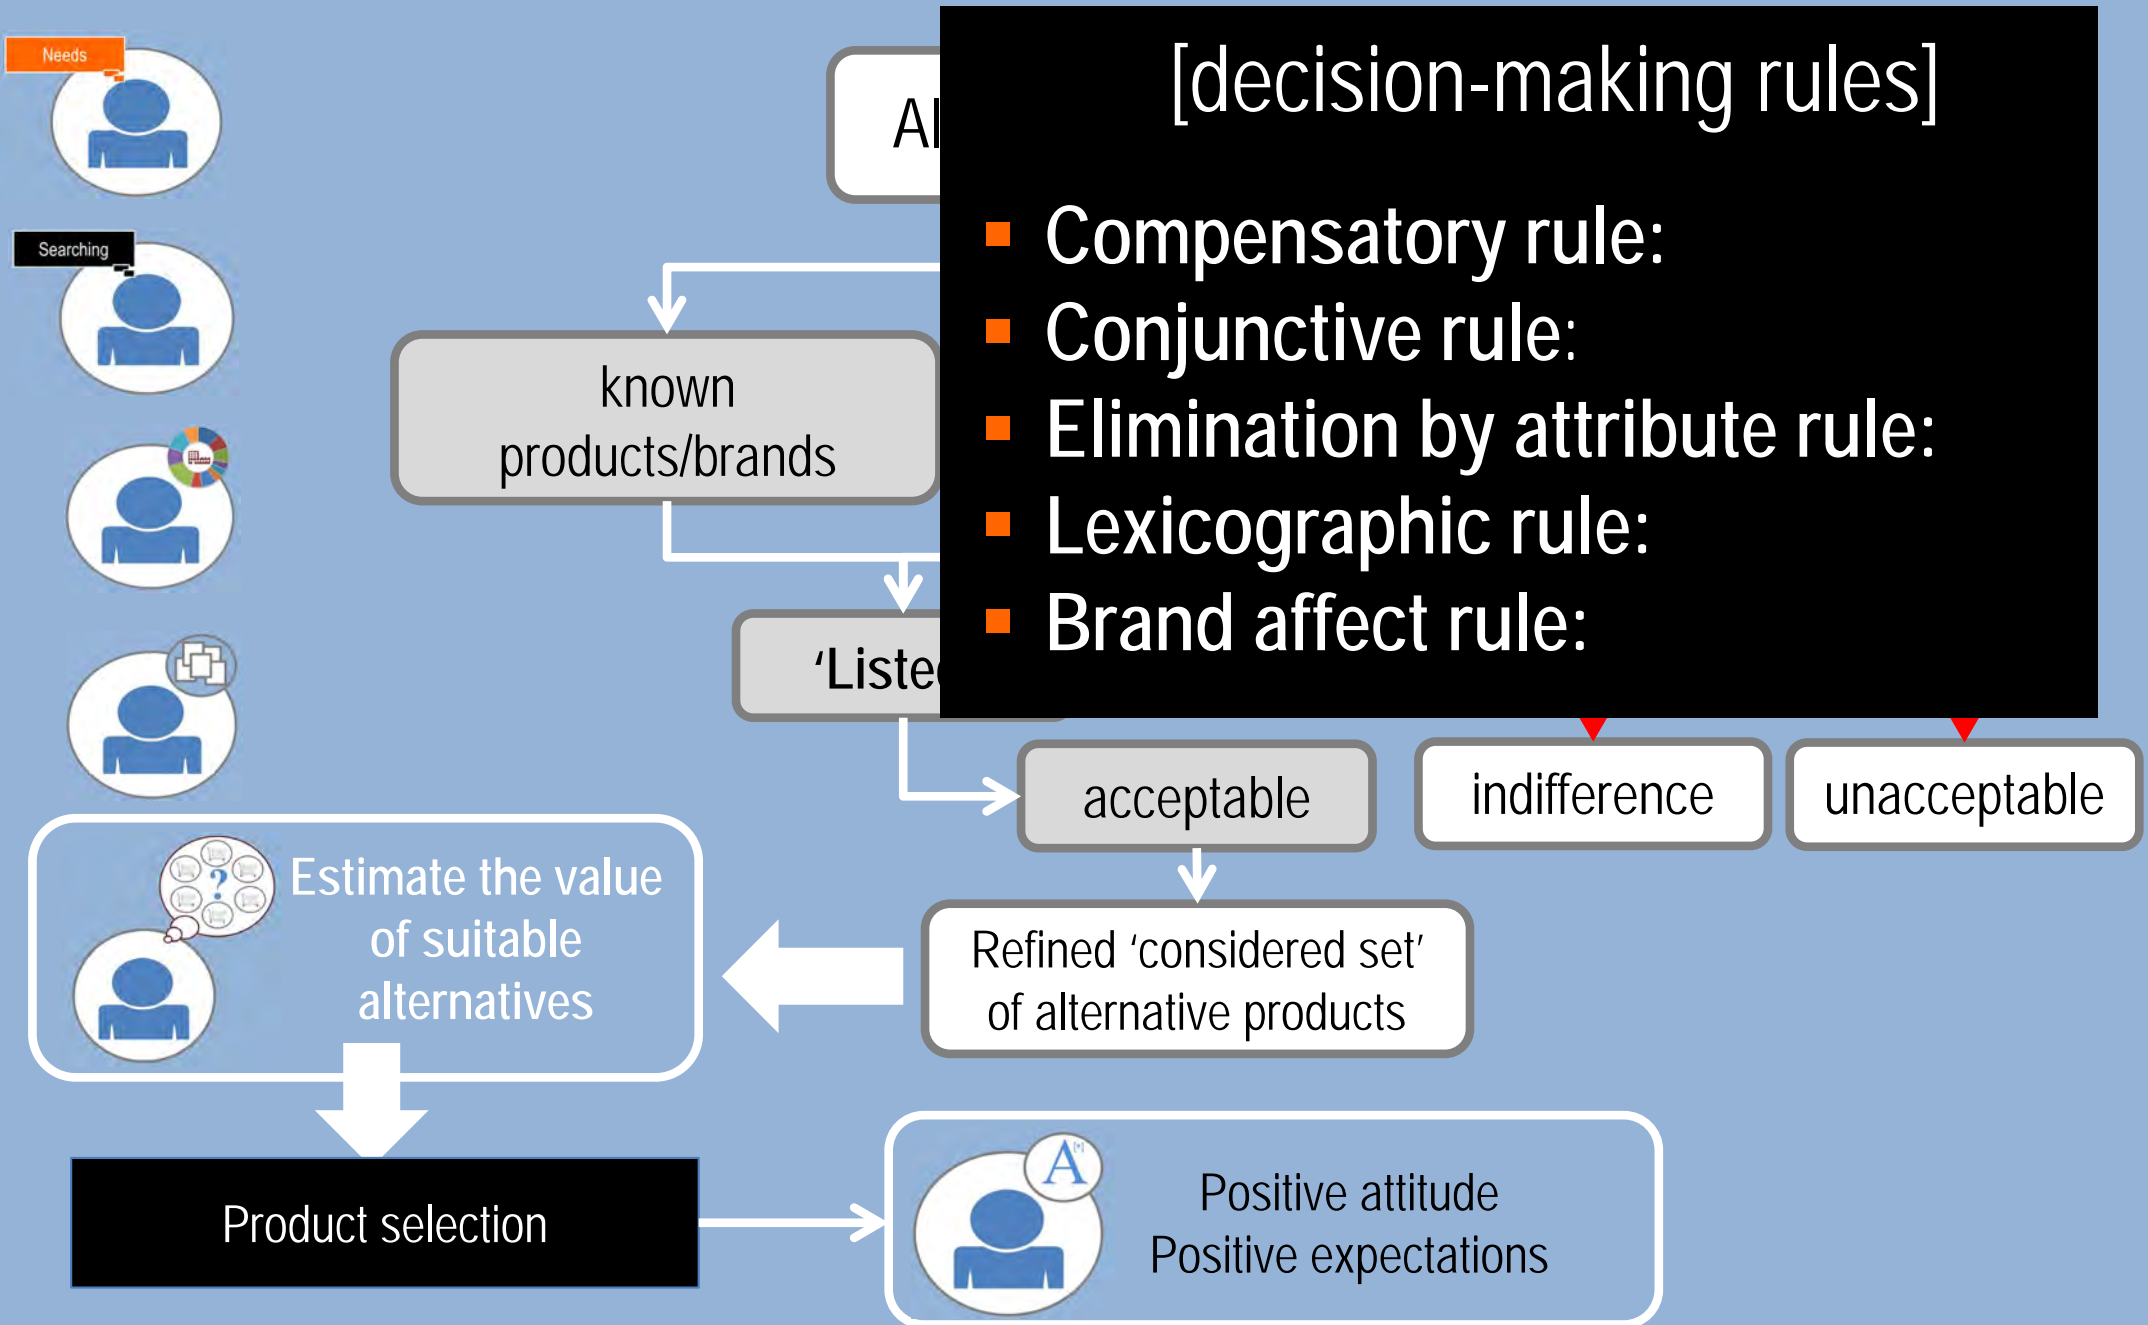 Needs
[decision-making rules]
Al
Compensatory rule:
Searching
Conjunctive rule:
known
products/brands
Elimination by attribute rule:
Lexicographic rule:
Brand affect rule:
‘Listed
acceptable
indifference
unacceptable
?
Estimate the value
of suitable
alternatives
Refined ‘considered set’
of alternative products
A
Product selection
Positive attitude
Positive expectations